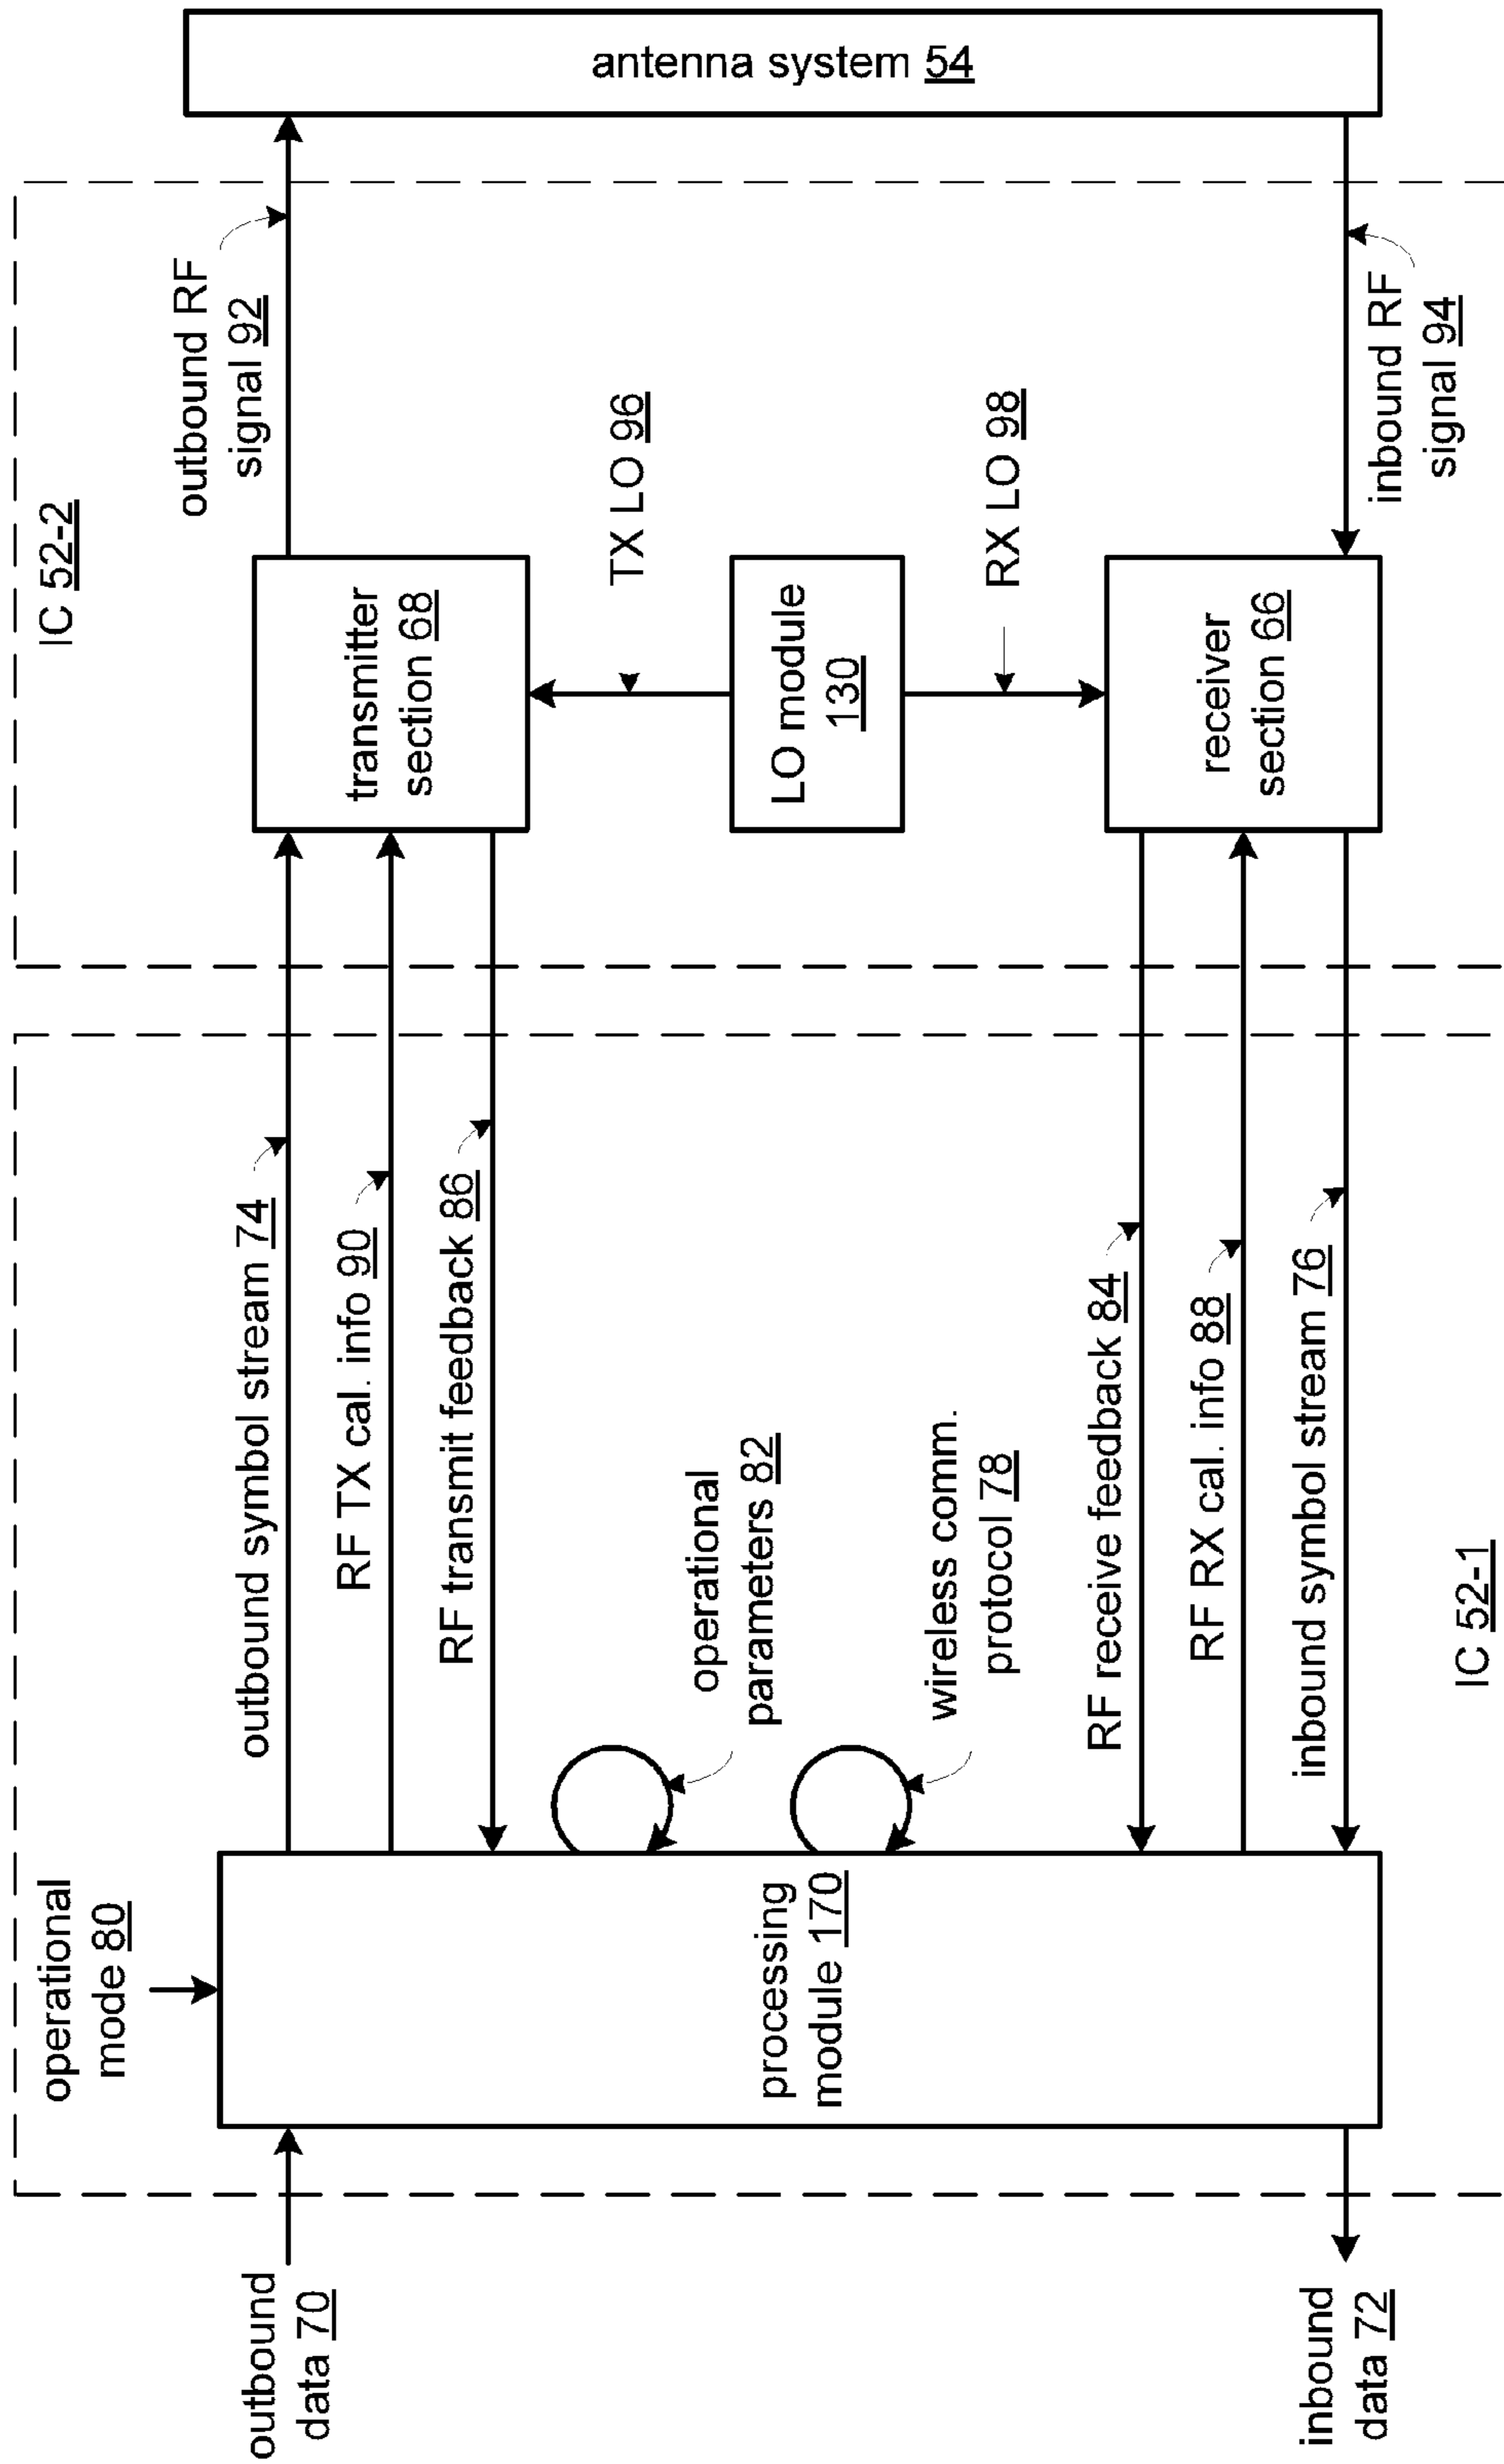 operational
mode 80
outbound
data 70
inbound
data 72
processing
module 170
outbound symbol stream 74
RF TX cal. info 90
RF transmit feedback 86
operational
parameters 82
wireless comm.
protocol 78
RF receive feedback 84
RF RX cal. info 88
inbound symbol stream 76
IC 52-1
IC 52-2
transmitter
section 68
TX LO 96
LO module
130
RX LO 98
receiver
section 66
outbound RF
signal 92
inbound RF
signal 94
antenna system 54